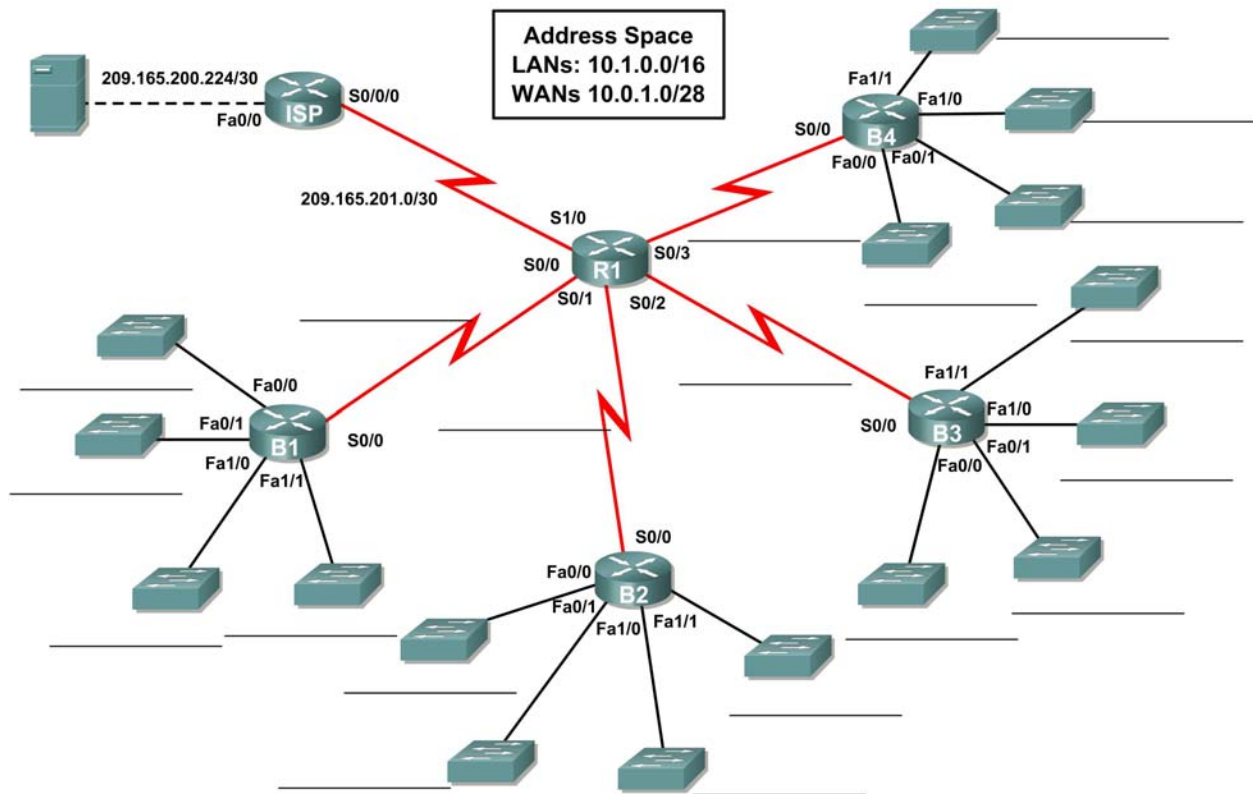 Address Space
LANs: 10.1.0.0/16
WANs 10.0.1.0/28
209.165.200.224/30
S0/0/0
ISP
Fa0/0
209.165.201.0/30
Fa1/1
Fa1/0
S0/0
B4
Fa0/0
Fa0/1
S1/0
S0/0
R1
S0/3
S0/1
S0/2
Fa0/0
Fa0/1
B1
S0/0
Fa1/0
Fa1/1
Fa1/1
Fa1/0
S0/0
B3
Fa0/1
Fa0/0
S0/0
Fa0/0
B2
Fa0/1
Fa1/0
Fa1/1